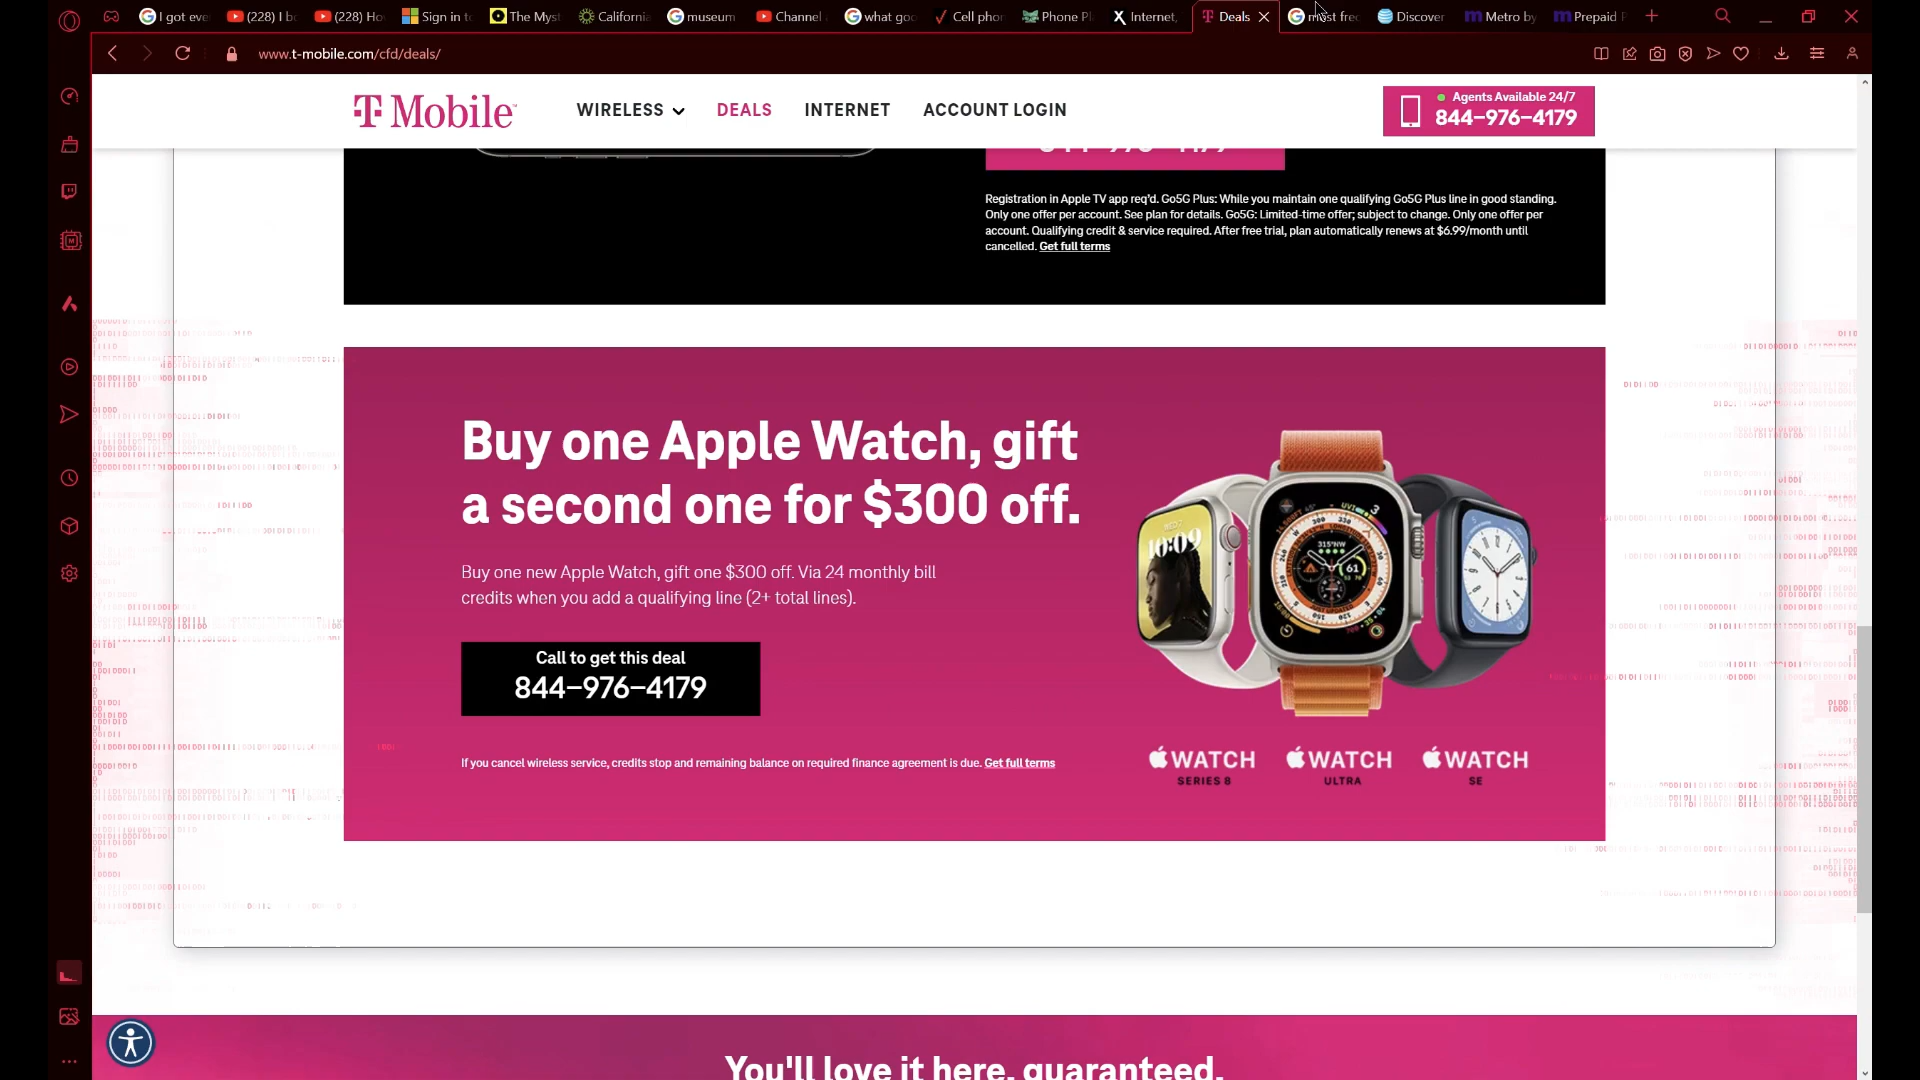 I got eve
(228) I b
(228) Ho
Sign in to
The Myst
California
museum
Channel
what goo
Cell phon
Phone Pl
Internet,
Deals
most fre
Discover
Metro by
Prepaid P
www.t-mobile.com/cfd/deals/
T Mobile
WIRELESS
DEALS
INTERNET
ACCOUNT LOGIN
Agents Available 24/7
844-976-4179
Registration in Apple TV app req'd. Go5G Plus: While you maintain one qualifying Go5G Plus line in good standing.
Only one offer per account. See plan for details. Go5G: Limited-time offer; subject to change. Only one offer per
account. Qualifying credit & service required. After free trial, plan automatically renews at $6.99/month until
cancelled. Get full terms
Buy one Apple Watch, gift
a second one for $300 off.
Buy one new Apple Watch, gift one $300 off. Via 24 monthly bill
credits when you add a qualifying line (2+ total lines).
Call to get this deal
844-976-4179
If you cancel wireless service, credits stop and remaining balance on required finance agreement is due. Get full terms
10:09
315°NW
61
WATCH
SERIES 8
WATCH
ULTRA
WATCH
SE
You'll love it here, guaranteed.